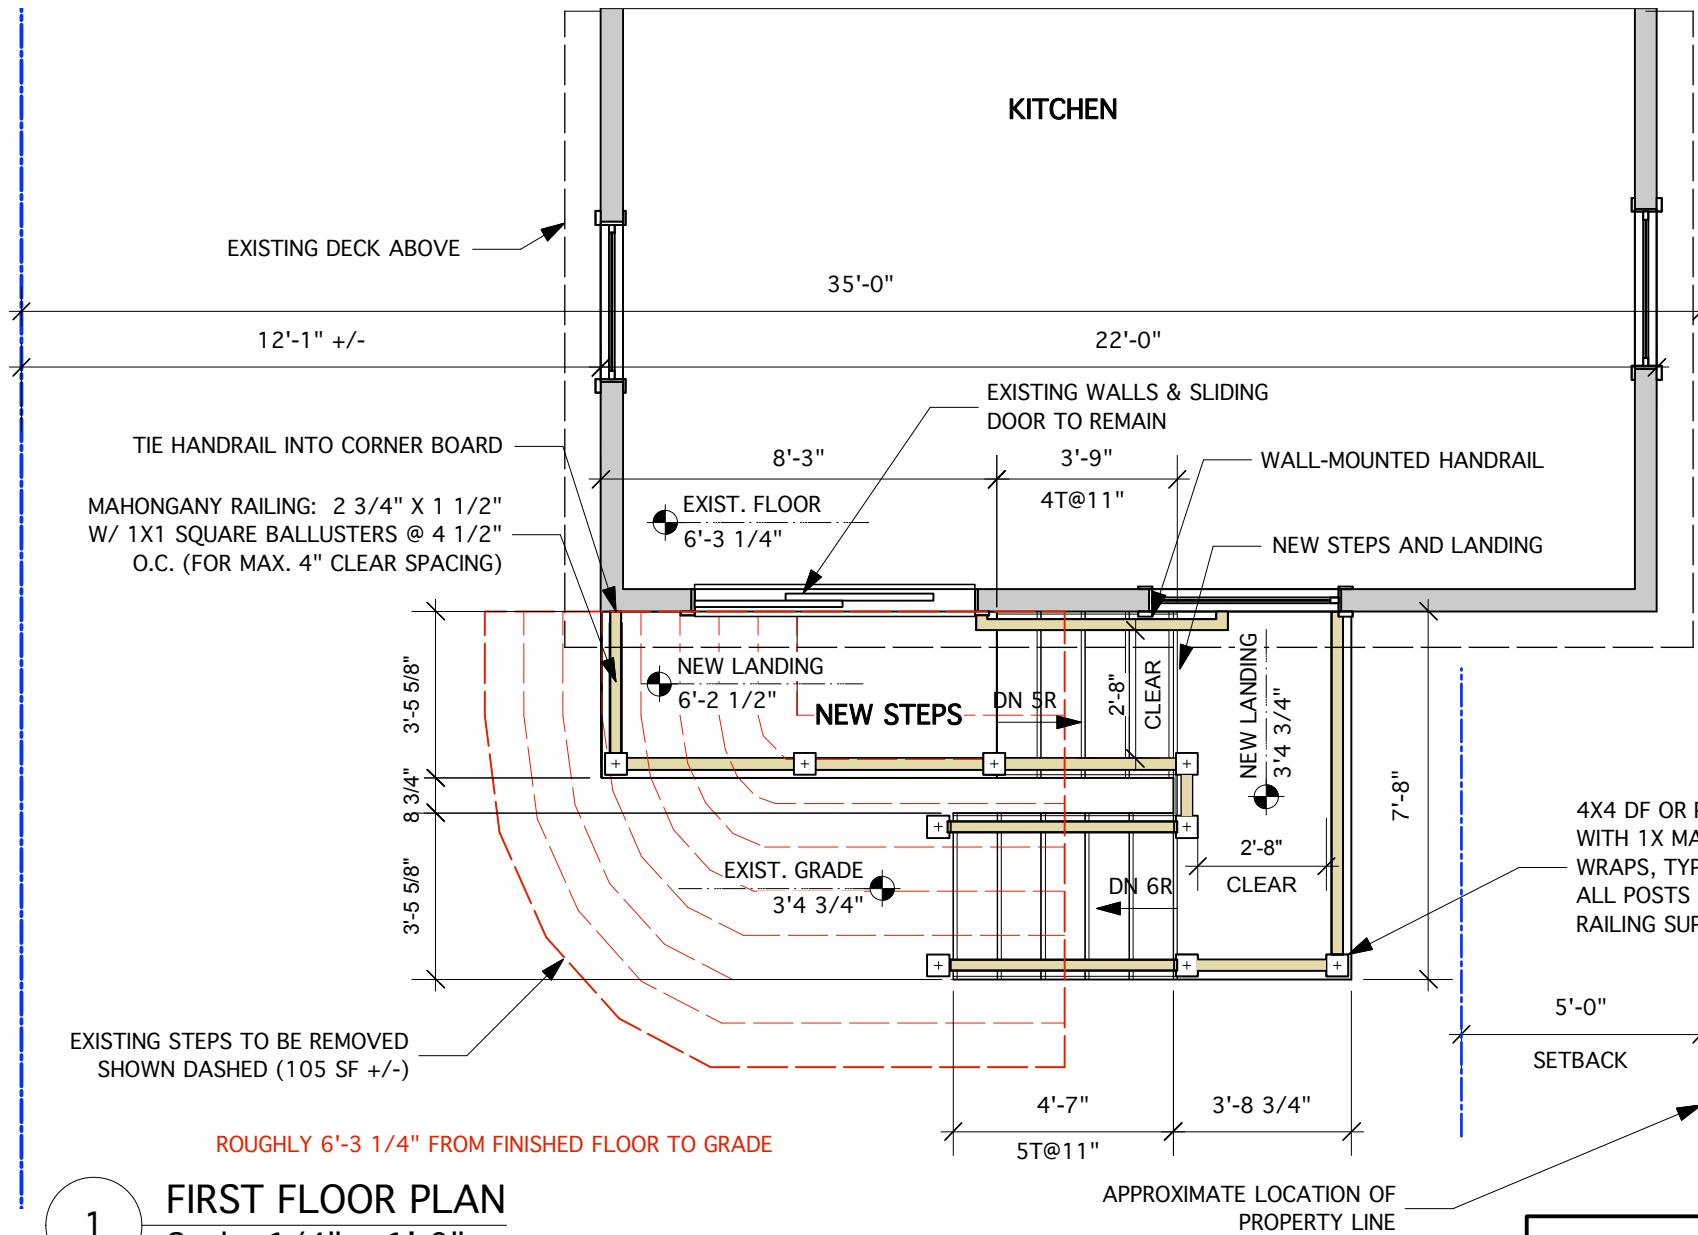 KITCHEN
EXISTING DECK ABOVE
35'-0"
12'-1" +/-
22'-0"
EXISTING WALLS & SLIDING
DOOR TO REMAIN
TIE HANDRAIL INTO CORNER BOARD
8'-3"
3'-9"
4T@11"
WALL-MOUNTED HANDRAIL
MAHONGANY RAILING: 2 3/4" X 1 1/2"
W/ 1X1 SQUARE BALLUSTERS @ 4 1/2"
O.C. (FOR MAX. 4" CLEAR SPACING)
EXIST. FLOOR
6'-3 1/4"
NEW STEPS AND LANDING
3'-5 5/8"
NEW LANDING
6'-2 1/2"
NEW STEPS
DN 5R
2'-8"
CLEAR
NEW LANDING
3'4 3/4"
8 3/4"
7'-8"
3'-5 5/8"
EXIST. GRADE
3'4 3/4"
DN 6R
2'-8"
CLEAR
4X4 DF OR
WITH 1X
WRAPS,
ALL POSTS
RAILING
5'-0"
SETBACK
EXISTING STEPS TO BE REMOVED
SHOWN DASHED (105 SF +/-)
4'-7"
5T@11"
3'-8 3/4"
ROUGHLY 6'-3 1/4" FROM FINISHED FLOOR TO GRADE
APPROXIMATE LOCATION OF
PROPERTY LINE
1
FIRST FLOOR PLAN